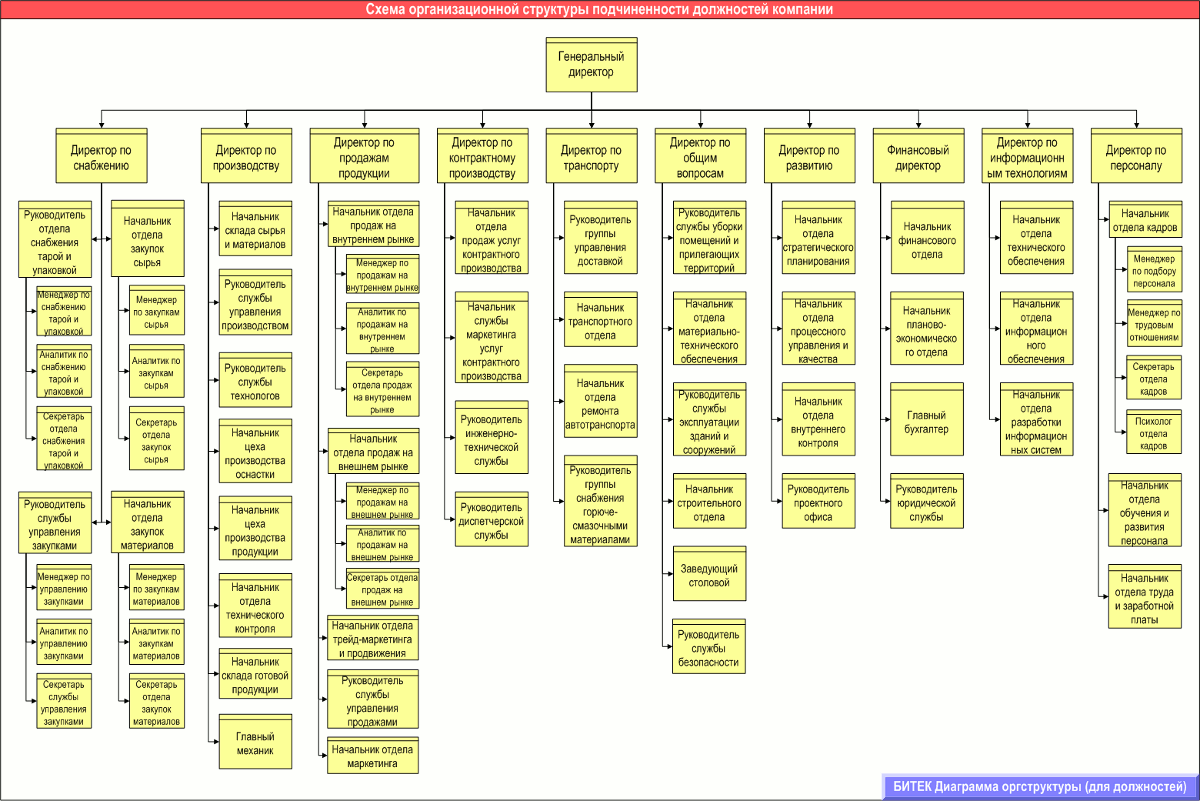 Схема организационной структуры подчиненности должностей компании
Генеральный
директор
Директор по
снабжению
Директор по
производству
Директор по
продажам
продукции
Директор по
контрактному
производству
Директор по
транспорту
Директор по
общим
вопросам
Директор по
развитию
Финансовый
директор
Директор по
информационн
ым технологиям
Директор по
персоналу
Руководитель
отдела
снабжения
тарой и
упаковкой
Менеджер по
снабжению
тарой и
упаковкой
Аналитик по
снабжению
тарой и
упаковкой
Секретарь
отдела
снабжения
тарой и
упаковкой
Начальник
отдела
закупок
сырья
Менеджер
по закупкам
сырья
Аналитик по
закупкам
сырья
Секретарь
отдела
закупок
сырья
Руководитель
службы
управления
закупками
Менеджер по
управлению
закупками
Аналитик по
управлению
закупками
Секретарь
службы
управления
закупками
Начальник
отдела
закупок
материалов
Менеджер
по закупкам
материалов
Аналитик по
закупкам
материалов
Секретарь
отдела
закупок
материалов
Начальник
склада сырья
и материалов
Руководитель
службы
управления
производством
Руководитель
службы
технологов
Начальник
цеха
производства
оснастки
Начальник
цеха
производства
продукции
Начальник
отдела
технического
контроля
Начальник
склада готовой
продукции
Главный
механик
Начальник отдела
продаж на
внутреннем рынке
Менеджер по
продажам на
внутреннем рынке
Аналитик по
продажам на
внутреннем
рынке
Секретарь
отдела продаж
на внутреннем
рынке
Начальник
отдела продаж на
внешнем рынке
Менеджер по
продажам на
внешнем рынке
Аналитик по
продажам на
внешнем рынке
Секретарь отдела
продаж на
внешнем рынке
Начальник отдела
трейд-маркетинга
и продвижения
Руководитель
службы
управления
продажами
Начальник отдела
маркетинга
Начальник
отдела
продаж услуг
контрактного
производства
Начальник
службы
маркетинга
услуг
контрактного
производства
Руководитель
инженерно-
технической
службы
Руководитель
диспетчерской
службы
Руководитель
группы
управления
доставкой
Начальник
транспортного
отдела
Начальник
отдела
ремонта
автотранспорта
Руководитель
группы
снабжения
горюче-
смазочными
материалами
Руководитель
службы уборки
помещений и
прилегающих
территорий
Начальник
отдела
материально-
технического
обеспечения
Руководитель
службы
эксплуатации
зданий и
сооружений
Начальник
строительного
отдела
Заведующий
столовой
Руководитель
службы
безопасности
Начальник
отдела
стратегического
планирования
Начальник
отдела
процессного
управления и
качества
Начальник
отдела
внутреннего
контроля
Руководитель
проектного
офиса
Начальник
финансового
отдела
Начальник
планово-
экономическо
го отдела
Главный
бухгалтер
Руководитель
юридической
службы
Начальник
отдела
технического
обеспечения
Начальник
отдела
информацион
ного
обеспечения
Начальник
отдела
разработки
информацион
ных систем
Начальник
отдела кадров
Менеджер
по подбору
персонала
Менеджер по
трудовым
отношениям
Секретарь
отдела
кадров
Психолог
отдела
кадров
Начальник
отдела
обучения и
развития
персонала
Начальник
отдела труда
и заработной
платы
БИТЕК Диаграмма оргструктуры (для должностей)